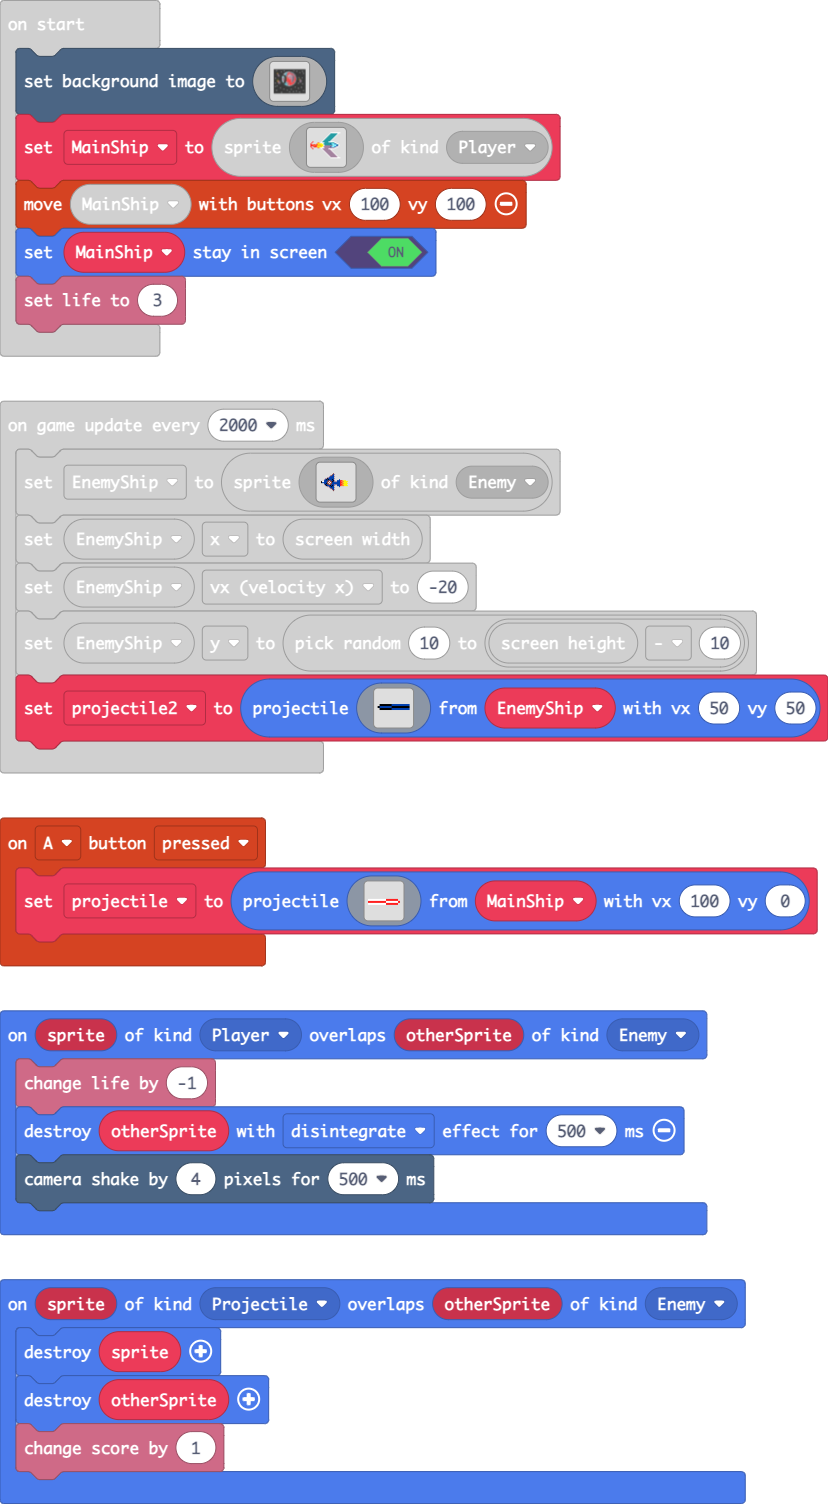 on start
set background image to
set MainShip to sprite of kind Player
move MainShip with buttons vx 100 vy 100
set MainShip stay in screen ON
set life to 3
on game update every 2000 ms
set EnemyShip to sprite of kind Enemy
set EnemyShip x to screen width
set EnemyShip vx (velocity x) to -20
set EnemyShip y to pick random 10 to screen height - 10
set projectile2 to projectile from EnemyShip with vx 50 vy 50
on A button pressed
set projectile to projectile from MainShip with vx 100 vy 0
on sprite of kind Player overlaps otherSprite of kind Enemy
change life by -1
destroy otherSprite with disintegrate effect for 500 ms
camera shake by 4 pixels for 500 ms
on sprite of kind Projectile overlaps otherSprite of kind Enemy
destroy sprite
destroy otherSprite
change score by 1